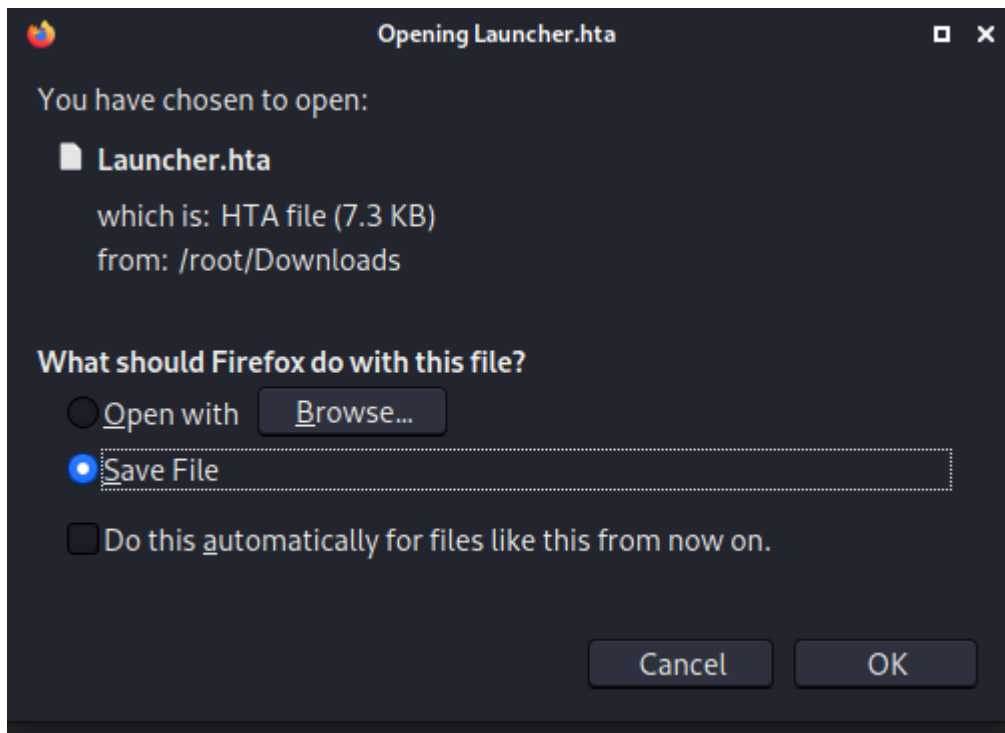 Opening Launcher.hta
You have chosen to open:
Launcher.hta
which is: HTA file (7.3 KB)
from: /root/Downloads
What should Firefox do with this file?
Open with Browse...
Save File
Do this automatically for files like this from now on.
Cancel OK